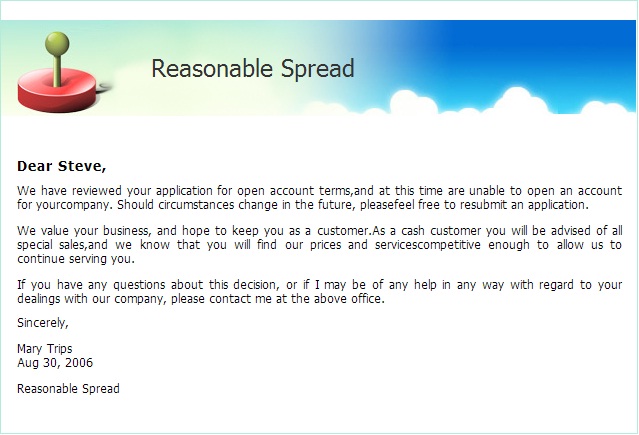 Reasonable Spread
Dear Steve,
We have reviewed your application for open account terms,and at this time are unable to open an account
for yourcompany. Should circumstances change in the future, pleasefeel free to resubmit an application.
We value your business, and hope to keep you as a customer.As a cash customer you will be advised of all
special sales,and we know that you will find our prices and servicescompetitive enough to allow us to
continue serving you.
If you have any questions about this decision, or if I may be of any help in any way with regard to your
dealings with our company, please contact me at the above office.
Sincerely,
Mary Trips
Aug 30, 2006
Reasonable Spread